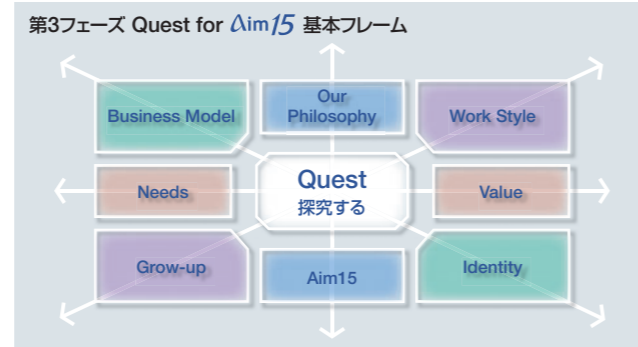 第3フェーズ Quest for Aim15 基本フレーム
Business Model
Our
Philosophy
Work Style
Needs
Quest
探究する
Value
Grow-up
Aim15
Identity